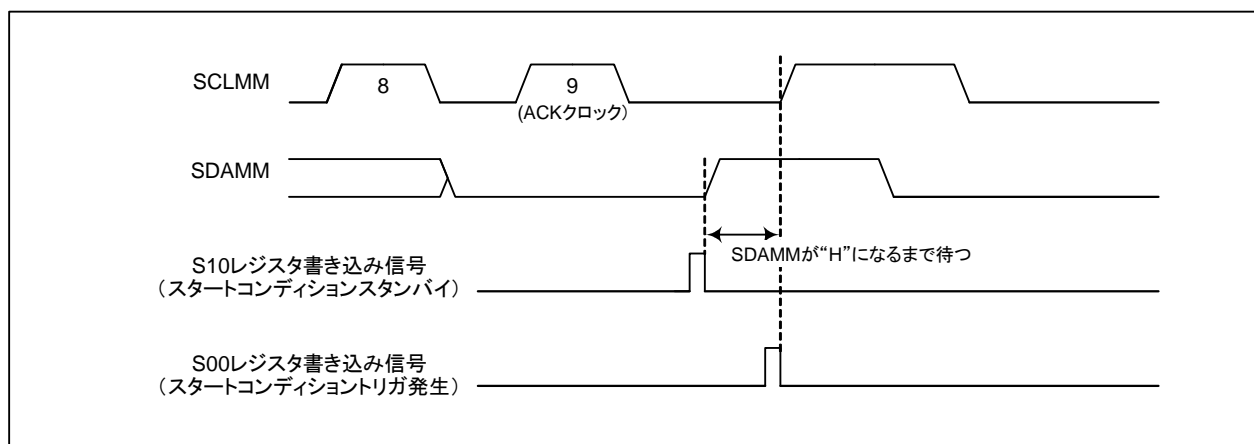 SCLMM
8
9
(ACKクロック)
SDAMM
SDAMMが“H”になるまで待つ
S10レジスタ書き込み信号
(スタートコンディションスタンバイ)
S00レジスタ書き込み信号
(スタートコンディショントリガ発生)